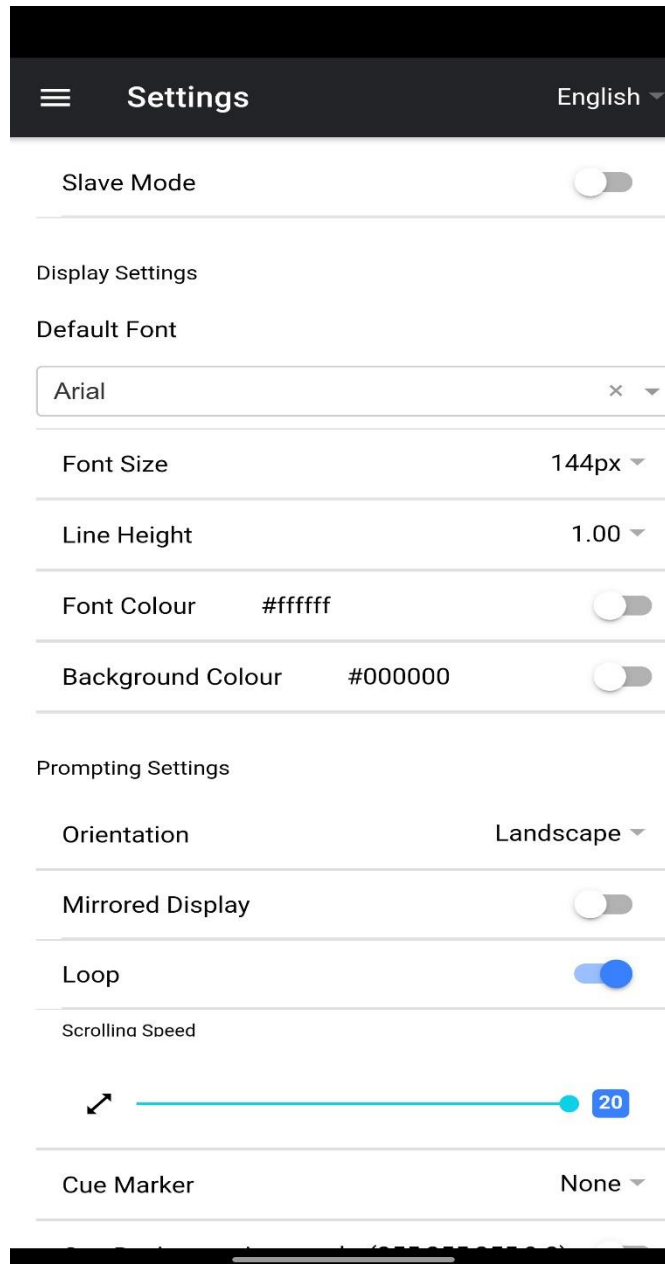 Settings English
Slave Mode
Display Settings
Default Font
Arial
Font Size 144px
Line Height 1.00
Font Colour #ffffff
Background Colour #000000
Prompting Settings
Orientation Landscape
Mirrored Display
Loop
Scrolling Speed
20
Cue Marker None